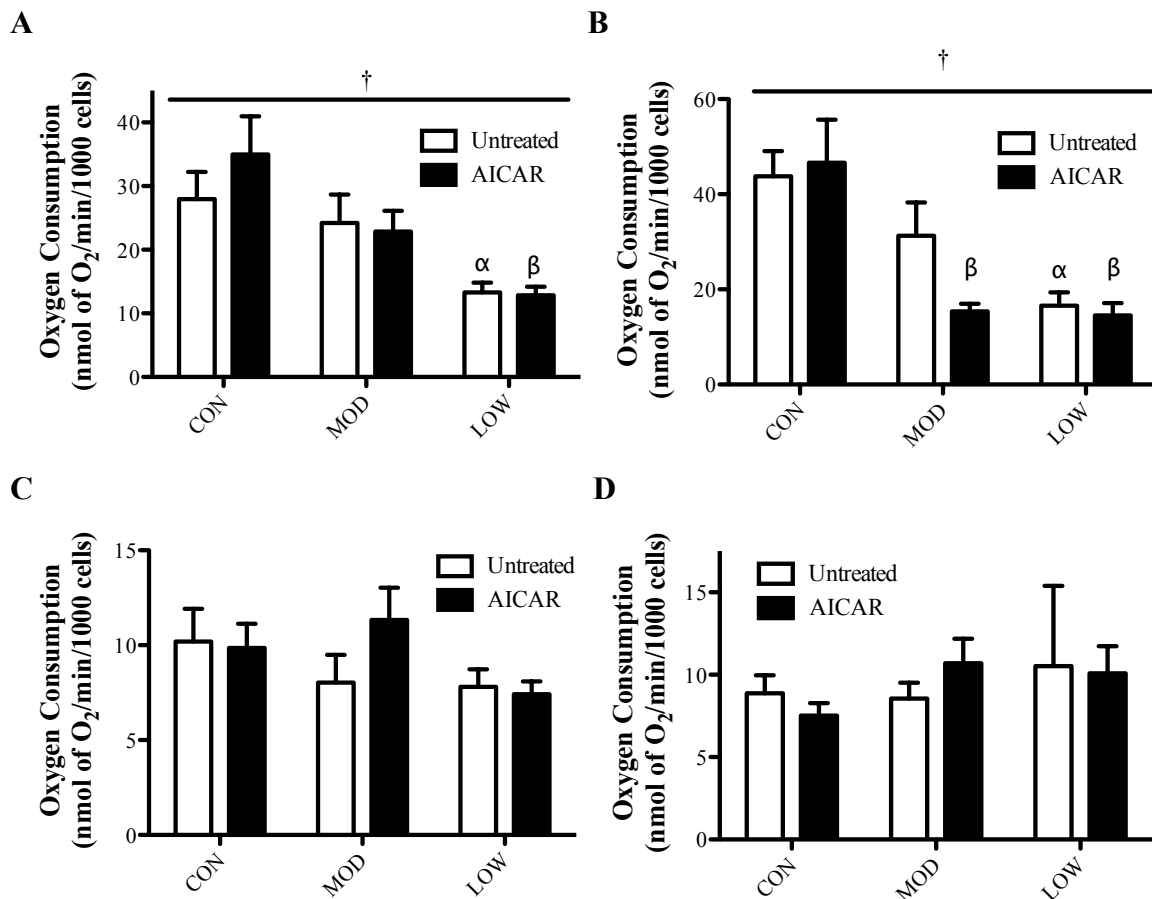 A
†
Oxygen Consumption
(nmol of O2/min/1000 cells)
40
30
20
10
0
Untreated
AICAR
α
β
CON
MOD
LOW
B
†
Oxygen Consumption
(nmol of O2/min/1000 cells)
60
40
20
0
Untreated
AICAR
β
α
β
CON
MOD
LOW
C
Oxygen Consumption
(nmol of O2/min/1000 cells)
15
10
5
0
Untreated
AICAR
CON
MOD
LOW
D
Oxygen Consumption
(nmol of O2/min/1000 cells)
15
10
5
0
Untreated
AICAR
CON
MOD
LOW